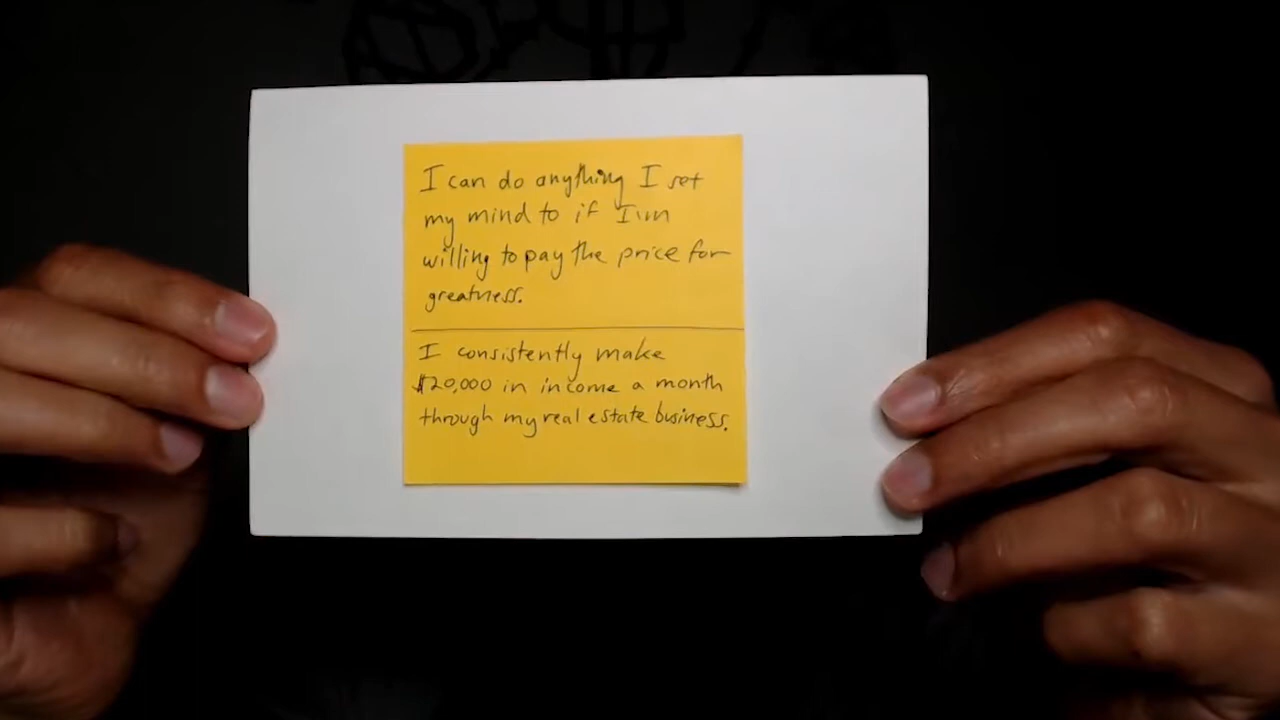 I can do anything I set
my mind to if I'm
willing to pay the price for
greatness.
I consistently make
$20,000 in income a month
through my real estate business.